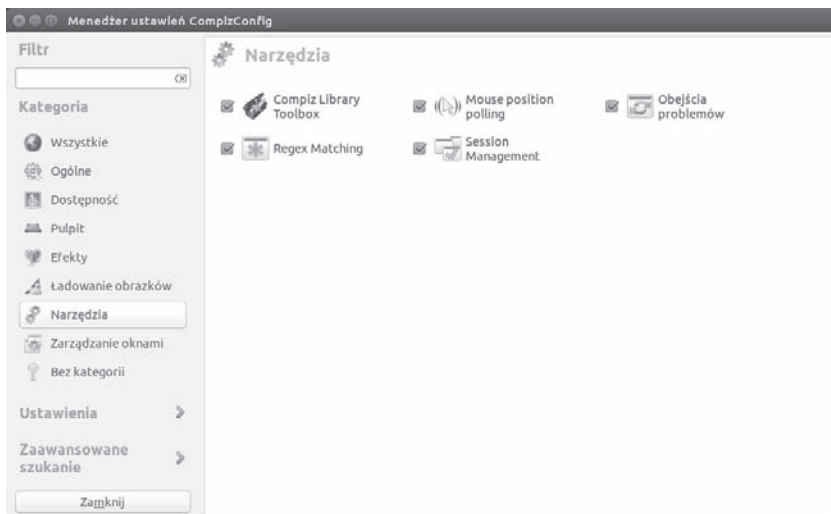 Menedżer ustawień CompizConfig
Filtr
Kategoria
Wszystkie
Ogólne
Dostępność
Pulpit
Efekty
Ładowanie obrazków
Narzędzia
Zarządzanie oknami
Bez kategorii
Ustawienia
Zaawansowane
szukanie
Zamknij
Narzędzia
Compiz Library
Toolbox
Mouse position
polling
Obejścia
problemów
Regex Matching
Session
Management